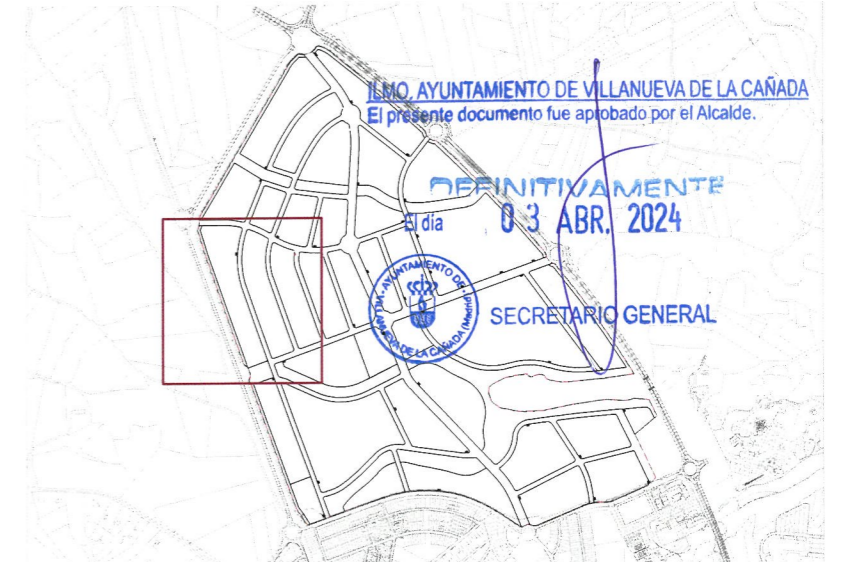 ILMO. AYUNTAMIENTO DE VILLANUEVA DE LA CAÑADA
El presente documento fue aprobado por el Alcalde.
DEFINITIVAMENTE
El día 03 ABR. 2024
AYUNTAMIENTO DE
VILLANUEVA DE LA CAÑADA (Madrid)
SECRETARIO GENERAL